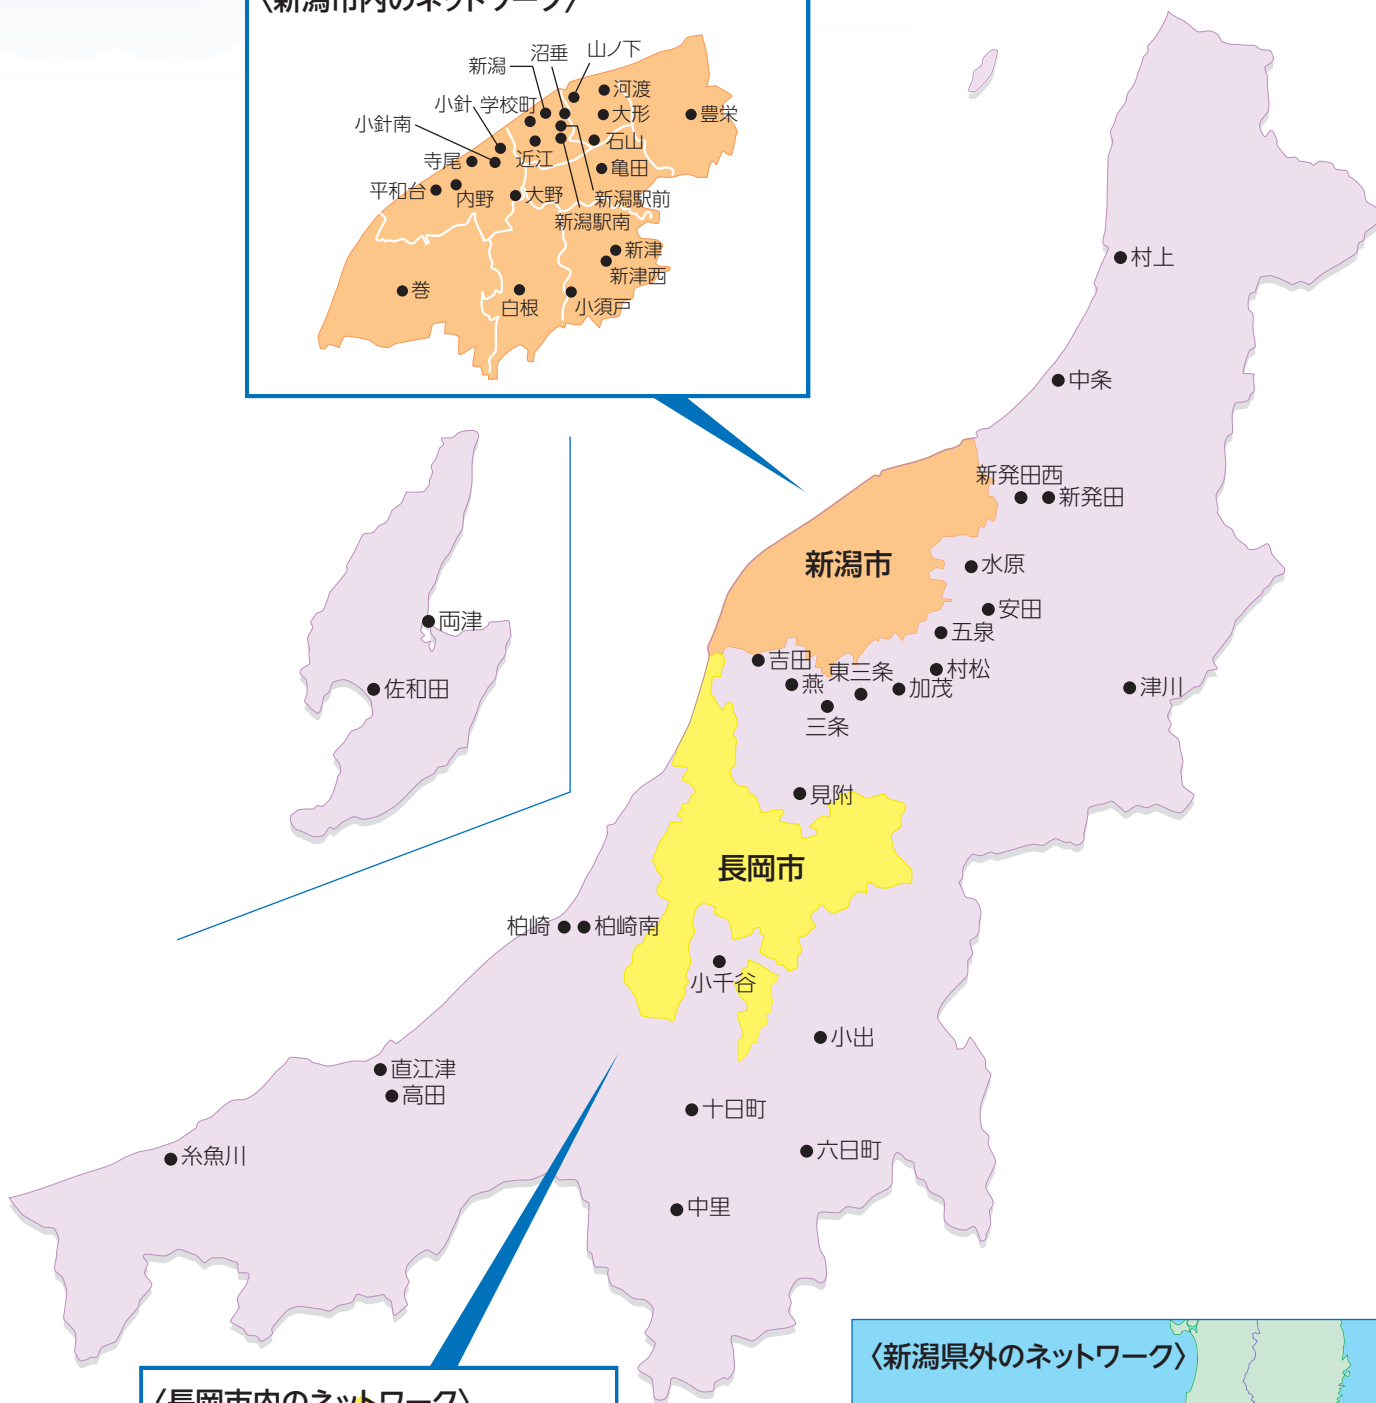 〈新潟市内のネットワーク〉
沼垂
山ノ下
新潟
河渡
小針
学校町
大形
豊栄
小針南
石山
寺尾
近江
亀田
平和台
内野
大野
新潟駅前
新潟駅南
新津
新津西
巻
白根
小須戸
村上
中条
新発田西
新発田
新潟市
水原
安田
両津
五泉
吉田
東三条
村松
佐和田
燕
加茂
津川
三条
見附
長岡市
柏崎
柏崎南
小千谷
小出
直江津
高田
十日町
六日町
糸魚川
中里
〈新潟県外のネットワーク〉
〈長岡市内のネットワーク〉